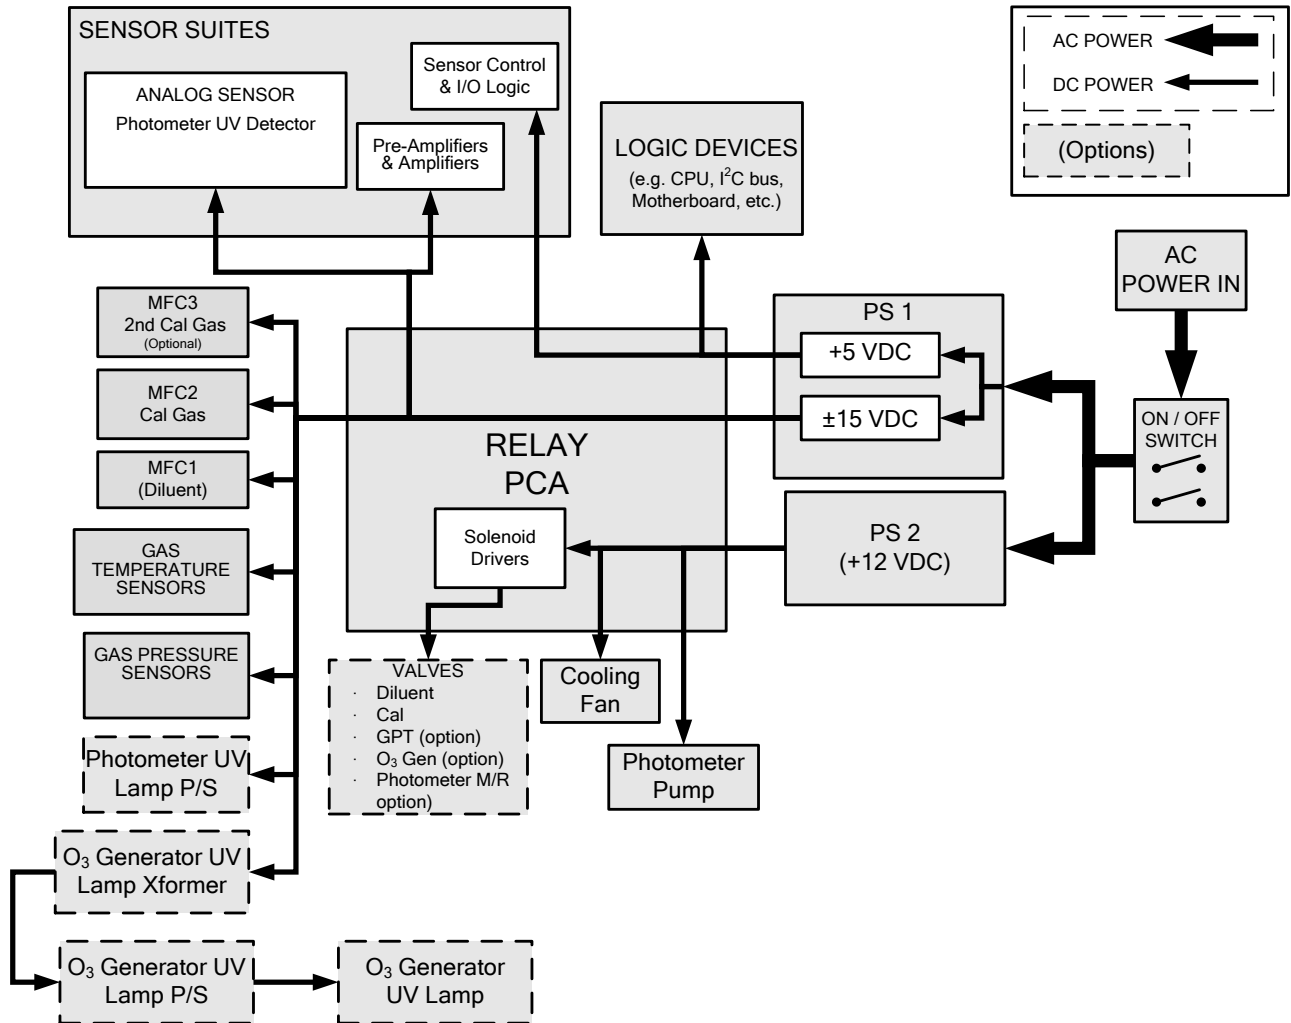 SENSOR SUITES
ANALOG SENSOR
Photometer UV Detector
Sensor Control
& I/O Logic
Pre-Amplifiers
& Amplifiers
LOGIC DEVICES
(e.g. CPU, I²C bus,
Motherboard, etc.)
AC POWER
DC POWER
(Options)
AC
POWER IN
ON / OFF
SWITCH
PS 1
+5 VDC
±15 VDC
PS 2
(+12 VDC)
RELAY
PCA
Solenoid
Drivers
MFC3
2nd Cal Gas
(Optional)
MFC2
Cal Gas
MFC1
(Diluent)
GAS
TEMPERATURE
SENSORS
GAS PRESSURE
SENSORS
Photometer UV
Lamp P/S
O₃ Generator UV
Lamp Xformer
O₃ Generator UV
Lamp P/S
O₃ Generator
UV Lamp
VALVES
· Diluent
· Cal
· GPT (option)
· O₃ Gen (option)
· Photometer M/R
option)
Cooling
Fan
Photometer
Pump